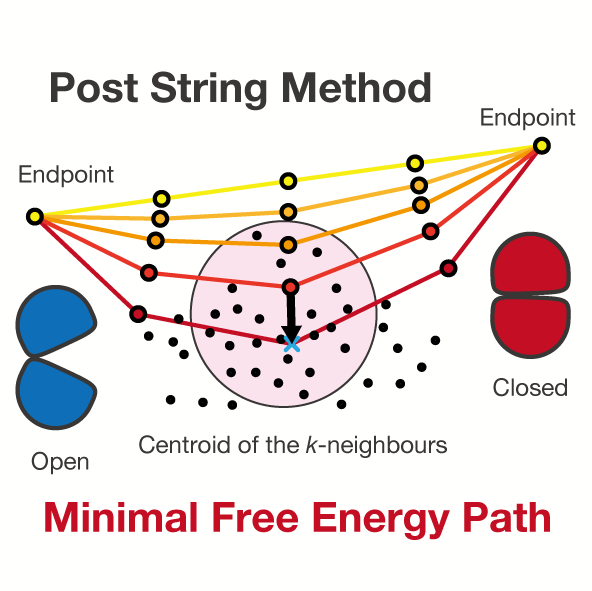 Post String Method
Endpoint
Endpoint
Closed
Centroid of the k-neighbours
Open
Minimal Free Energy Path